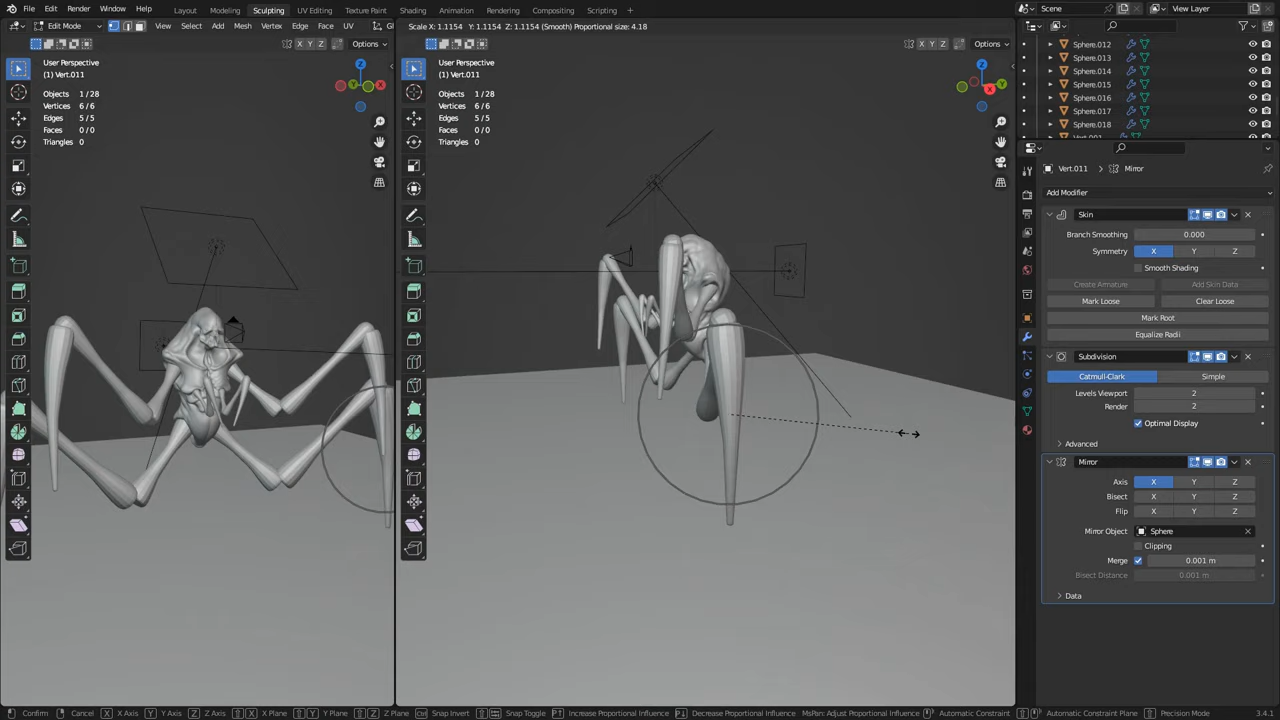 File Edit Render Window Help Layout Modeling Sculpting UV Editing Texture Paint Shading Animation Rendering Compositing Geometry Nodes Scripting + Scene View Layer
Edit Mode View Select Add Mesh Vertex Edge Face UV Gl
Scale X: 1.1154 Y: 1.1154 Z: 1.1154 (Smooth) Proportional size: 4.18
X Y Z Options
X Y Z Options
User Perspective
(1) Vert.011
Objects 1/28
Vertices 6/6
Edges 5/5
Faces 0/0
Triangles 0
User Perspective
(1) Vert.011
Objects 1/28
Vertices 6/6
Edges 5/5
Faces 0/0
Triangles 0
Sphere.012
Sphere.013
Sphere.014
Sphere.015
Sphere.016
Sphere.017
Sphere.018
Vert.001
Vert.011 > Mirror
Add Modifier
Skin
Branch Smoothing 0.000
Symmetry X Y Z
Smooth Shading
Create Armature Add Skin Data
Mark Loose Clear Loose
Mark Root
Equalize Radii
Subdivision
Catmull-Clark Simple
Levels Viewport 2
Render 2
Optimal Display
Advanced
Mirror
Axis X Y Z
Bisect X Y Z
Flip X Y Z
Mirror Object Sphere
Clipping
Merge 0.001 m
Bisect Distance 0.001 m
Data
Confirm Cancel X X Axis Y Y Axis Z Z Axis X X Plane Y Y Plane Z Z Plane Snap Invert Snap Toggle Increase Proportional Influence Decrease Proportional Influence MsPan: Adjust Proportional Influence Automatic Constraint Automatic Constraint Plane Precision Mode 3.4.1